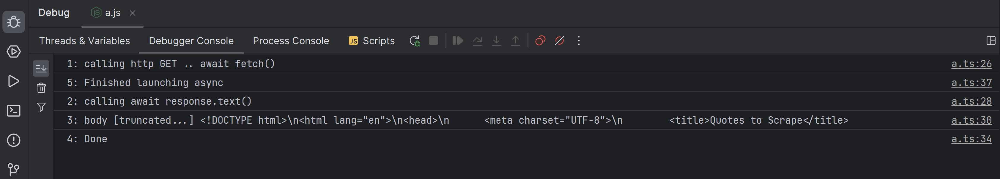 Debug JS a.js
Threads & Variables Debugger Console Process Console JS Scripts
1: calling http GET .. await fetch() a.ts:26
5: Finished launching async a.ts:37
2: calling await response.text() a.ts:28
3: body [truncated...] <!DOCTYPE html>\n<html lang="en">\n<head>\n      <meta charset="UTF-8">\n        <title>Quotes to Scrape</title> a.ts:30
4: Done a.ts:34